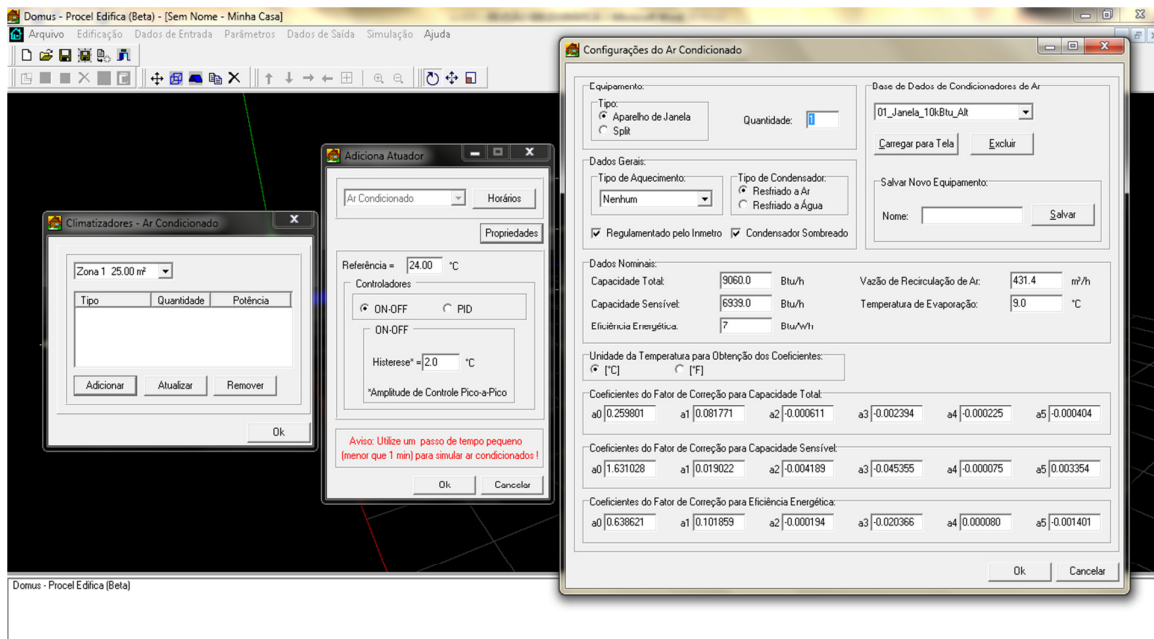 Domus - Procel Edifica (Beta) - [Sem Nome - Minha Casa]
Arquivo Edificação Dados de Entrada Parâmetros Dados de Saída Simulação Ajuda
Climatizadores - Ar Condicionado
Zona 1 25.00 m²
Tipo Quantidade Potência
Adicionar Atualizar Remover
Ok
Adiciona Atuador
Ar Condicionado Horários
Propriedades
Referência = 24.00 °C
Controladores
ON-OFF PID
ON-OFF
Histerese* = 2.0 °C
*Amplitude de Controle Pico-a-Pico
Aviso: Utilize um passo de tempo pequeno
(menor que 1 min) para simular ar condicionados !
Ok Cancelar
Configurações do Ar Condicionado
Equipamento:
Tipo:
Aparelho de Janela
Split
Quantidade: 1
Base de Dados de Condicionadores de Ar
01_Janela_10kBtu_Alt
Carregar para Tela Excluir
Salvar Novo Equipamento:
Nome: Salvar
Dados Gerais:
Tipo de Aquecimento:
Nenhum
Tipo de Condensador:
Resfriado a Ar
Resfriado a Água
Regulamentado pelo Inmetro Condensador Sombreado
Dados Nominais:
Capacidade Total: 9060.0 Btu/h Vazão de Recirculação de Ar: 431.4 m³/h
Capacidade Sensível: 6939.0 Btu/h Temperatura de Evaporação: 9.0 °C
Eficiência Energética: 7 Btu/Wh
Unidade da Temperatura para Obtenção dos Coeficientes:
[°C] [°F]
Coeficientes do Fator de Correção para Capacidade Total:
a0 0.259801 a1 0.081771 a2 -0.000611 a3 -0.002394 a4 -0.000225 a5 -0.000404
Coeficientes do Fator de Correção para Capacidade Sensível:
a0 1.631028 a1 0.019022 a2 -0.004189 a3 -0.045355 a4 -0.000075 a5 0.003354
Coeficientes do Fator de Correção para Eficiência Energética:
a0 0.638621 a1 0.101859 a2 -0.000194 a3 -0.020366 a4 0.000080 a5 -0.001401
Ok Cancelar
Domus - Procel Edifica (Beta)